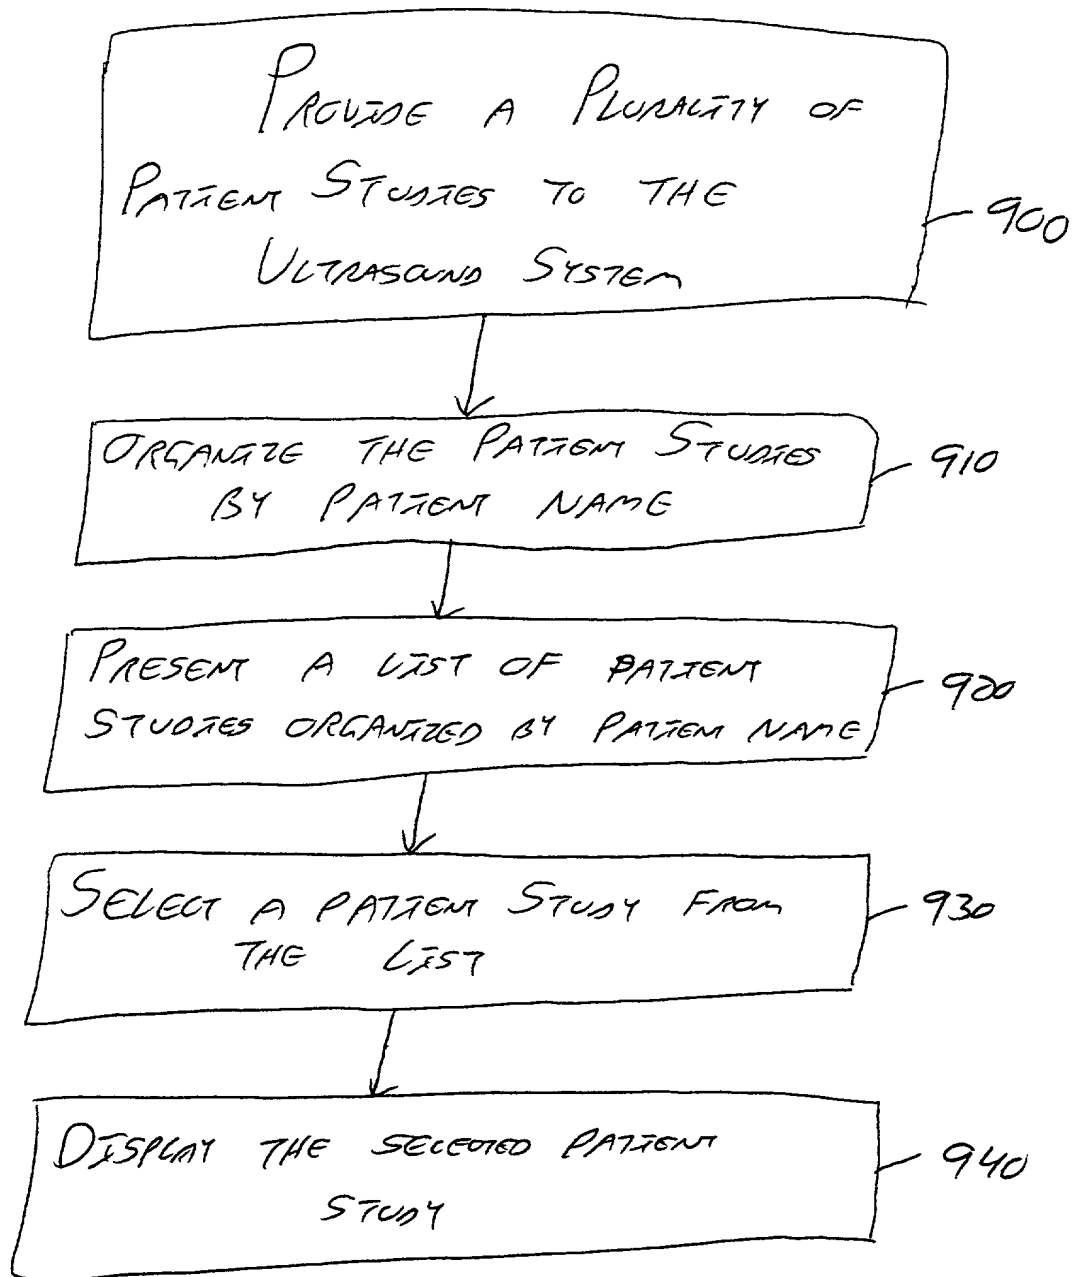 PROVIDE A PLURALITY OF
PATIENT STUDIES TO THE
ULTRASOUND SYSTEM
900
ORGANIZE THE PATIENT STUDIES
BY PATIENT NAME
910
PRESENT A LIST OF PATIENT
STUDIES ORGANIZED BY PATIENT NAME
920
SELECT A PATIENT STUDY FROM
THE LIST
930
DISPLAY THE SELECTED PATIENT
STUDY
940